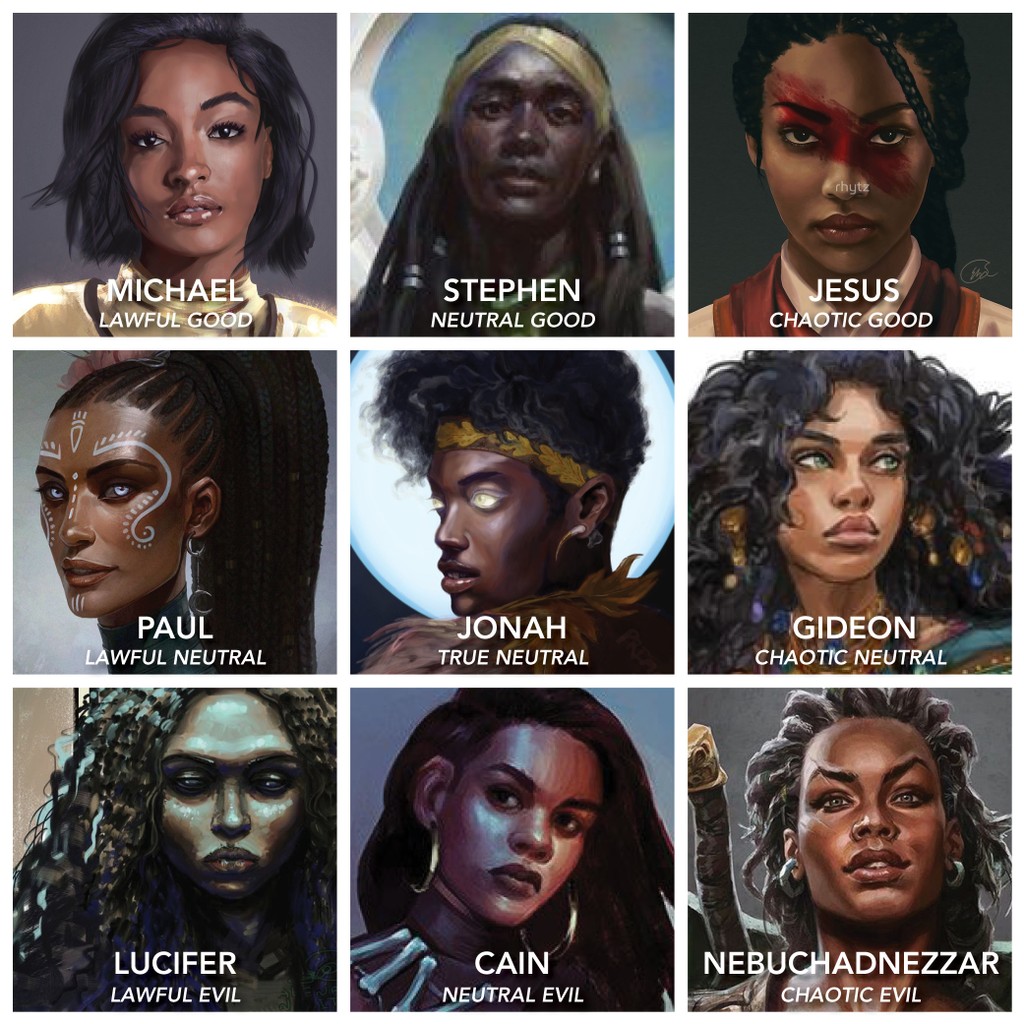 MICHAEL
LAWFUL GOOD
STEPHEN
NEUTRAL GOOD
rhytz
JESUS
CHAOTIC GOOD
PAUL
LAWFUL NEUTRAL
JONAH
TRUE NEUTRAL
GIDEON
CHAOTIC NEUTRAL
LUCIFER
LAWFUL EVIL
CAIN
NEUTRAL EVIL
NEBUCHADNEZZAR
CHAOTIC EVIL